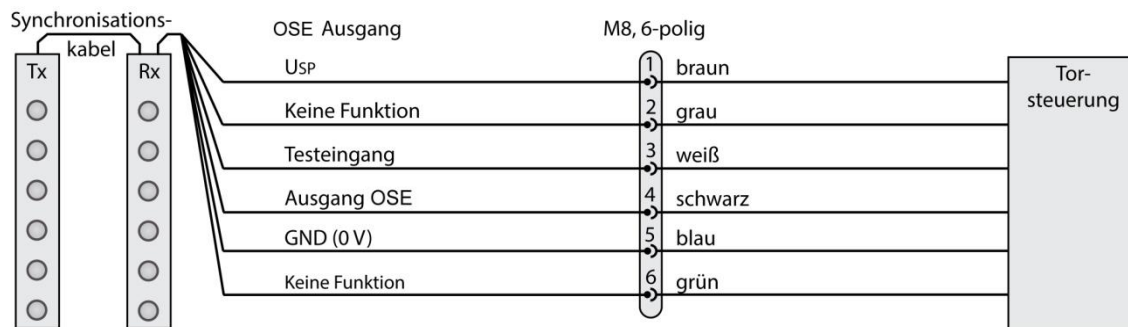 Synchronisations-
kabel
Tx
Rx
OSE Ausgang
M8, 6-polig
USP
1
braun
Keine Funktion
2
grau
Testeingang
3
weiß
Ausgang OSE
4
schwarz
GND (0 V)
5
blau
Keine Funktion
6
grün
Tor-
steuerung